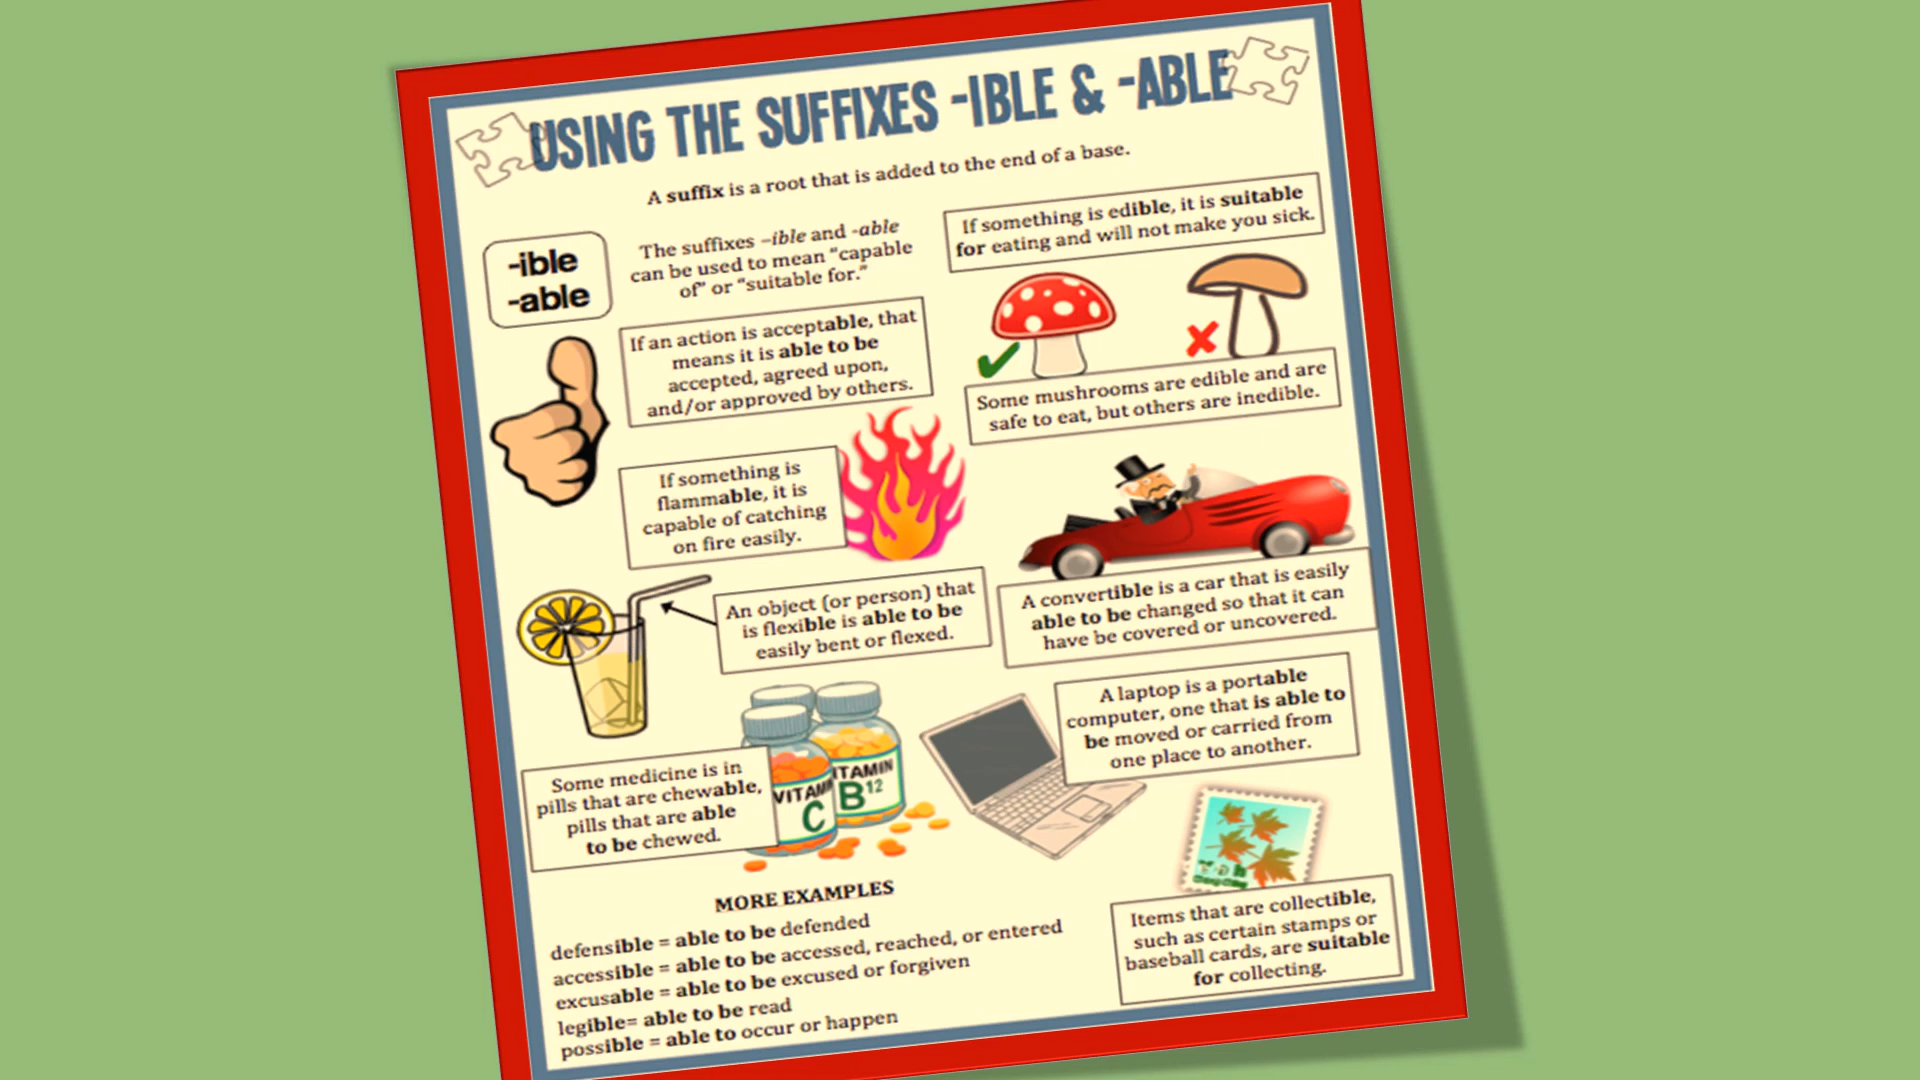 USING THE SUFFIXES -IBLE & -ABLE
A suffix is a root that is added to the end of a base.
-ible
-able
The suffixes –ible and -able
can be used to mean “capable
of” or “suitable for.”
If something is edible, it is suitable
for eating and will not make you sick.
If an action is acceptable, that
means it is able to be
accepted, agreed upon,
and/or approved by others.
Some mushrooms are edible and are
safe to eat, but others are inedible.
If something is
flammable, it is
capable of catching
on fire easily.
An object (or person) that
is flexible is able to be
easily bent or flexed.
A convertible is a car that is easily
able to be changed so that it can
have be covered or uncovered.
A laptop is a portable
computer, one that is able to
be moved or carried from
one place to another.
Some medicine is in
pills that are chewable,
pills that are able
to be chewed.
VITAMIN
C
ITAMIN
B12
MORE EXAMPLES
defensible = able to be defended
accessible = able to be accessed, reached, or entered
excusable = able to be excused or forgiven
legible= able to be read
possible = able to occur or happen
Items that are collectible,
such as certain stamps or
baseball cards, are suitable
for collecting.